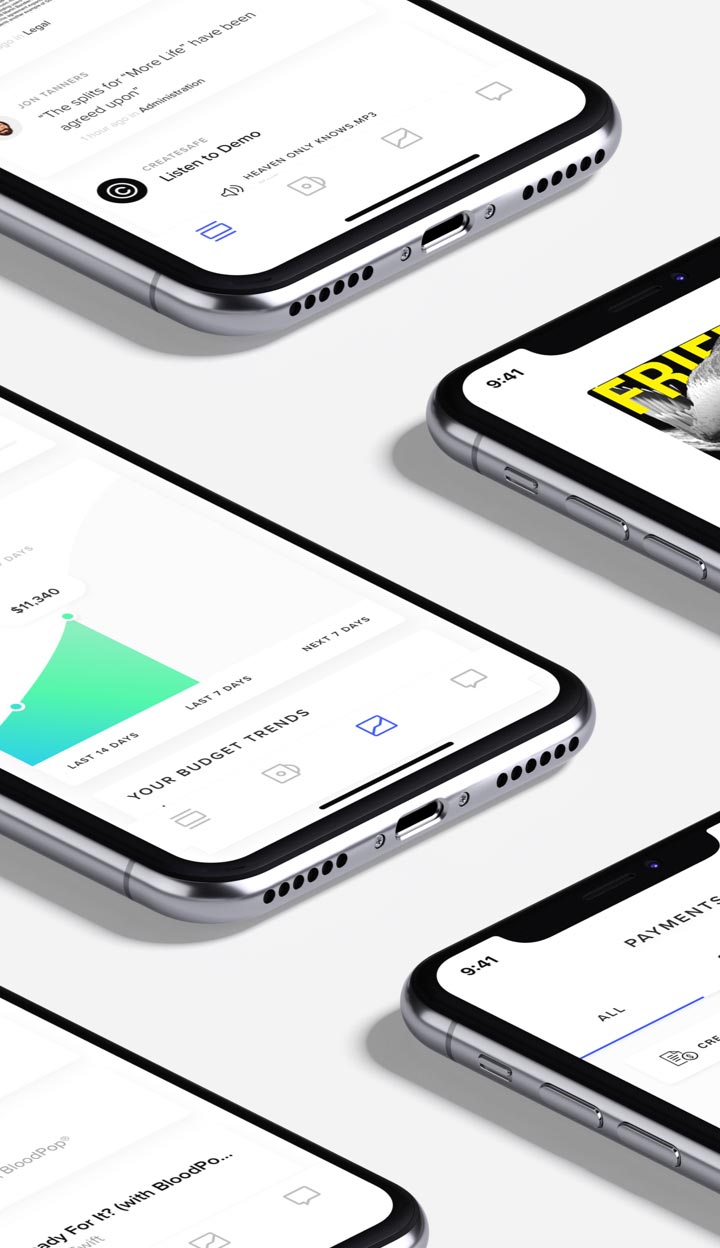 ago in Legal
JON TANNERS
"The splits for "More Life" have been
agreed upon"
1 hour ago in Administration
CREATESAFE
Listen to Demo
HEAVEN ONLY KNOWS.MP3
9:41
DAYS
$11,340
LAST 14 DAYS
LAST 7 DAYS
NEXT 7 DAYS
YOUR BUDGET TRENDS
9:41
PAYMENTS
ALL
CRE
BloodPop®
ady For It? (with BloodPo...